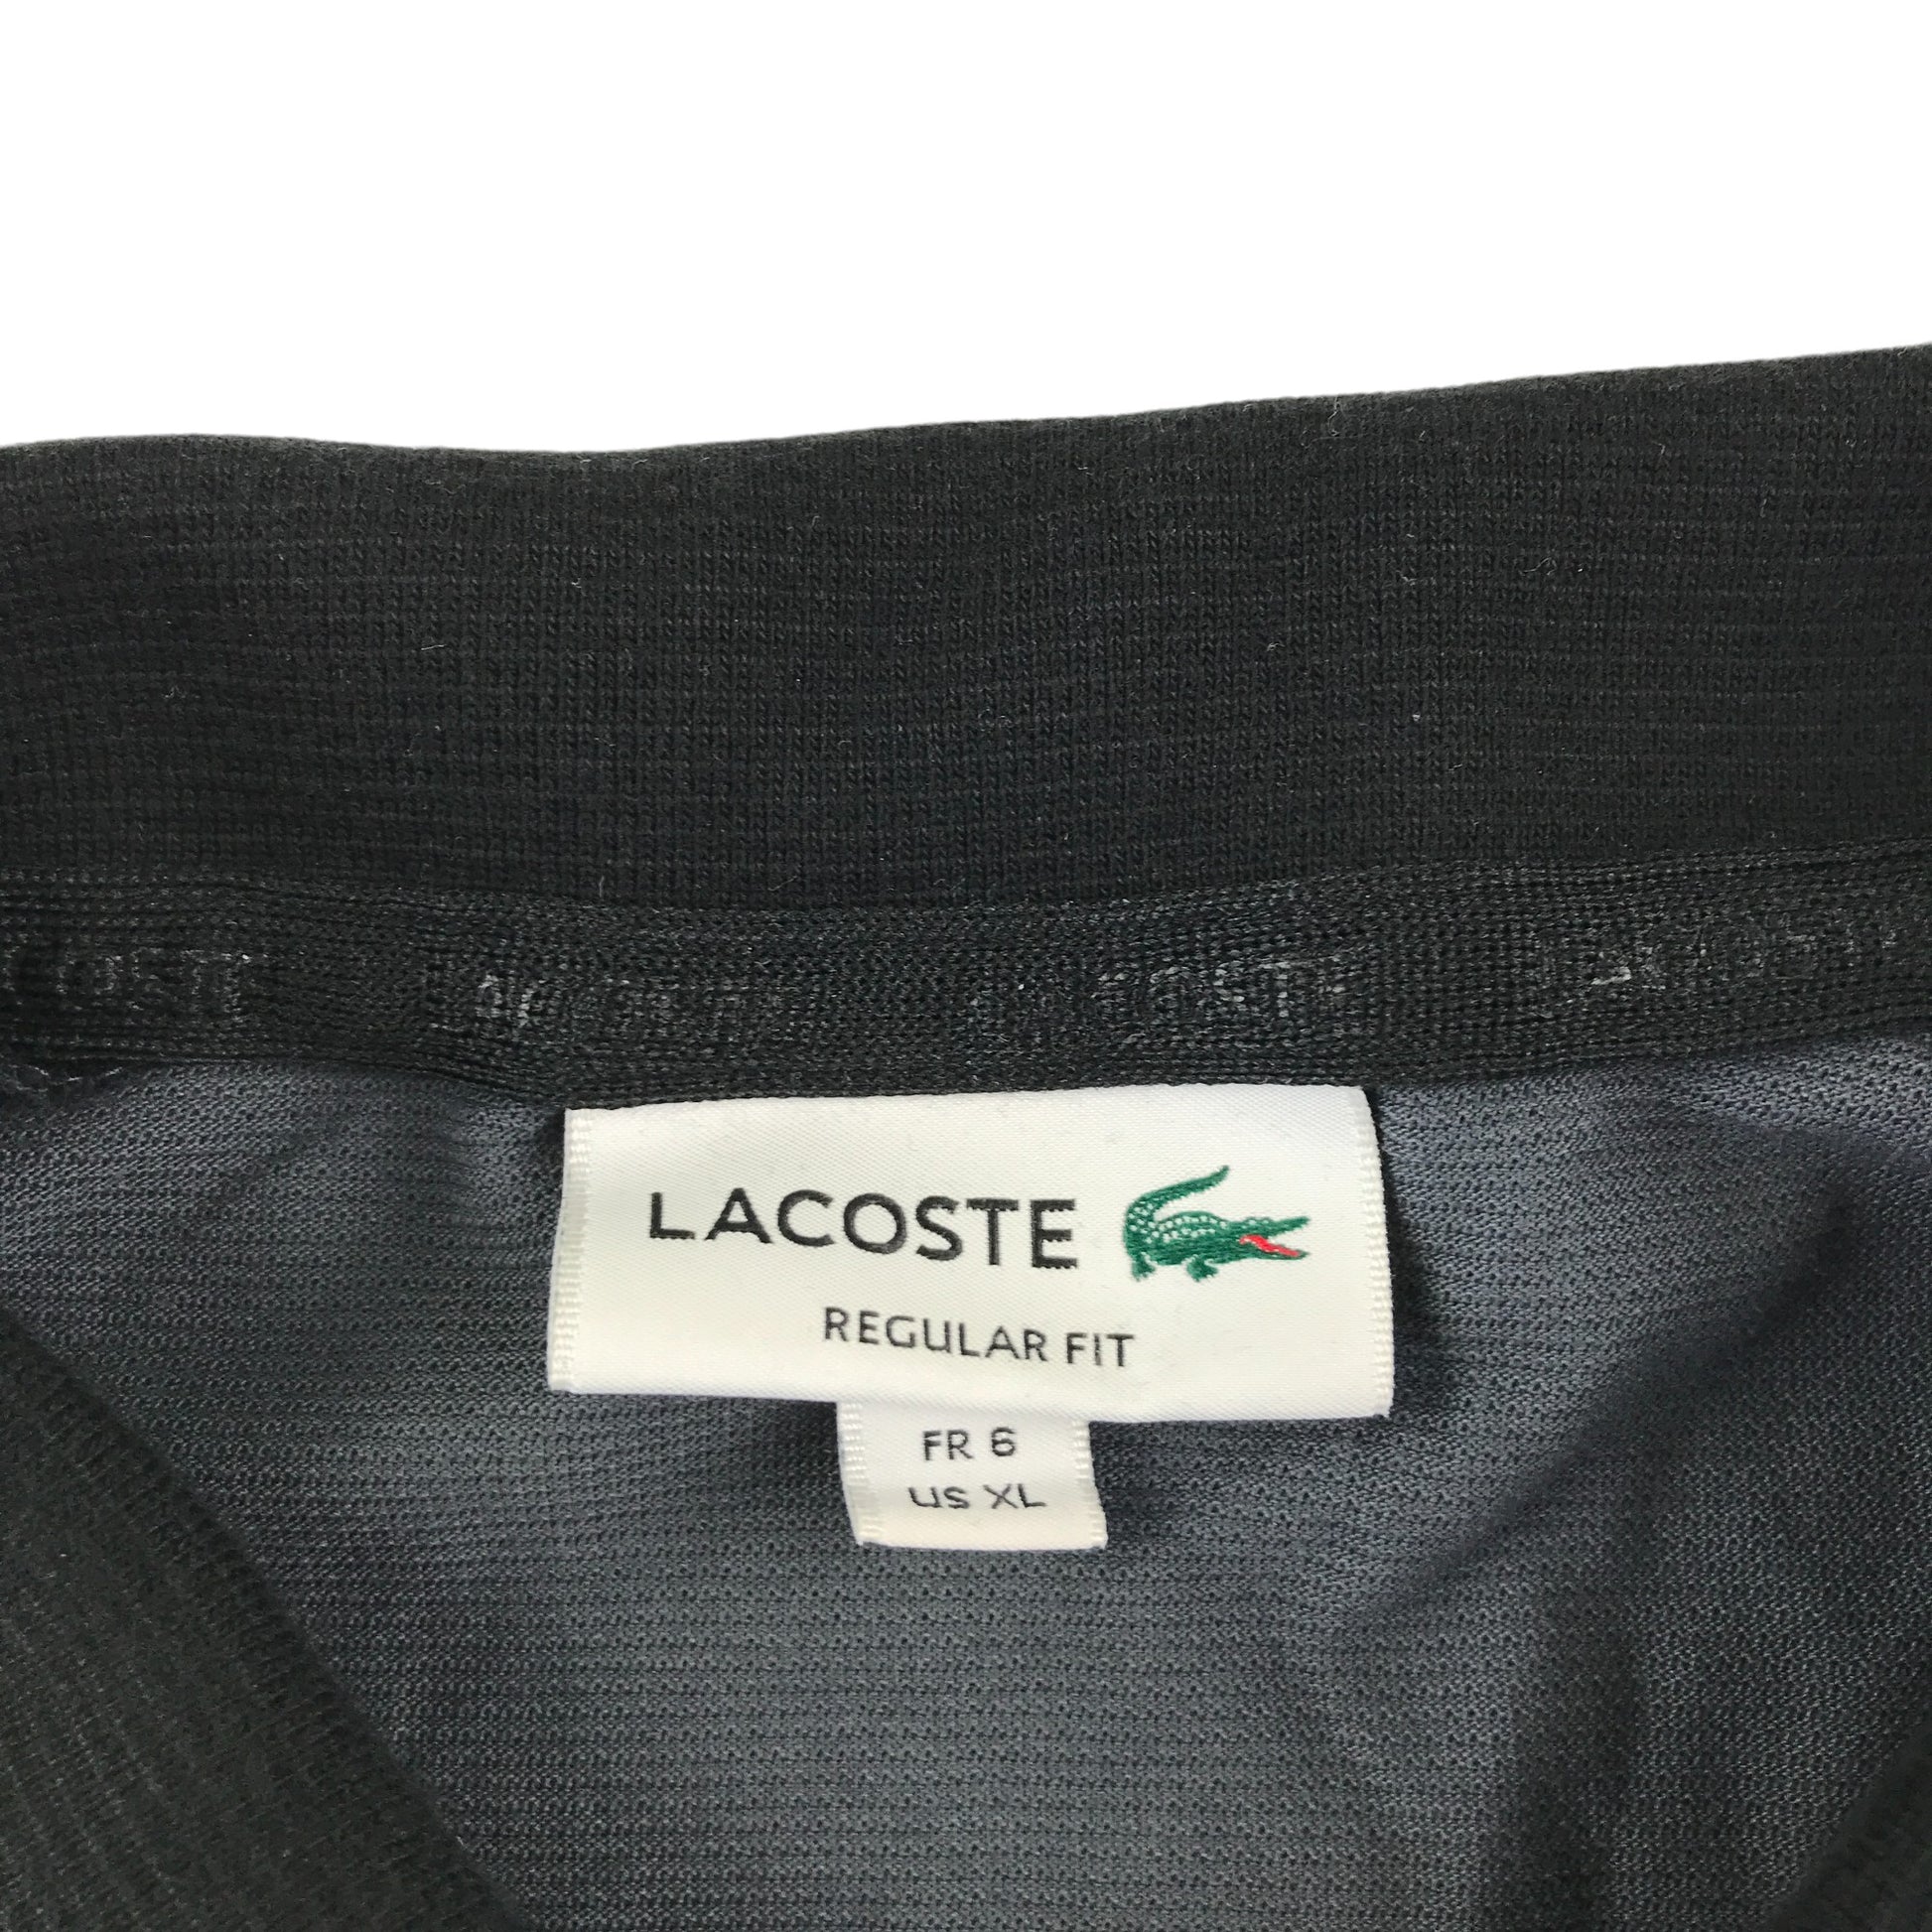 LACOSTE
REGULAR FIT
FR 6
US XL